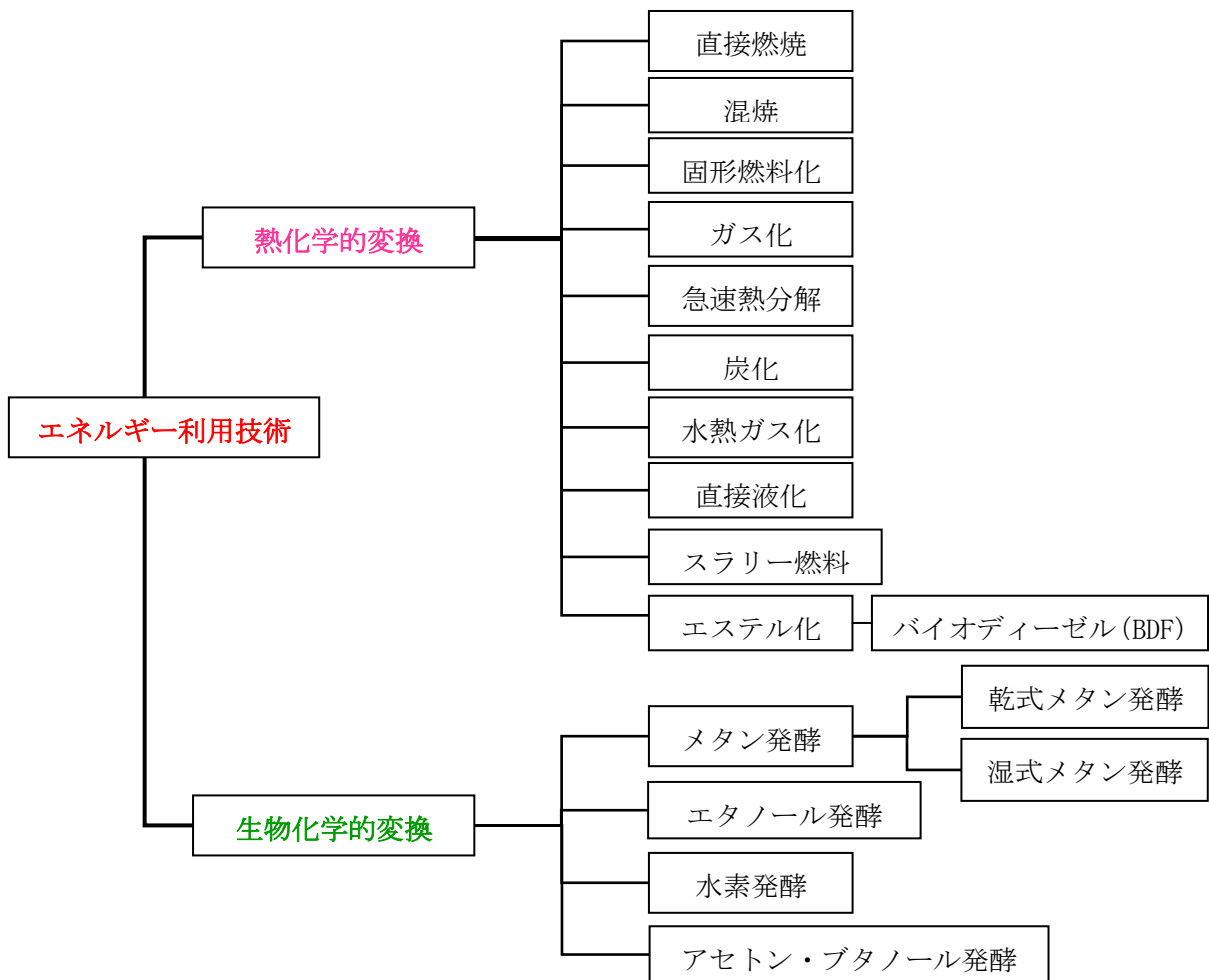 エネルギー利用技術
熱化学的変換
直接燃焼
混焼
固形燃料化
ガス化
急速熱分解
炭化
水熱ガス化
直接液化
スラリー燃料
エステル化
バイオディーゼル(BDF)
生物化学的変換
メタン発酵
乾式メタン発酵
湿式メタン発酵
エタノール発酵
水素発酵
アセトン・ブタノール発酵